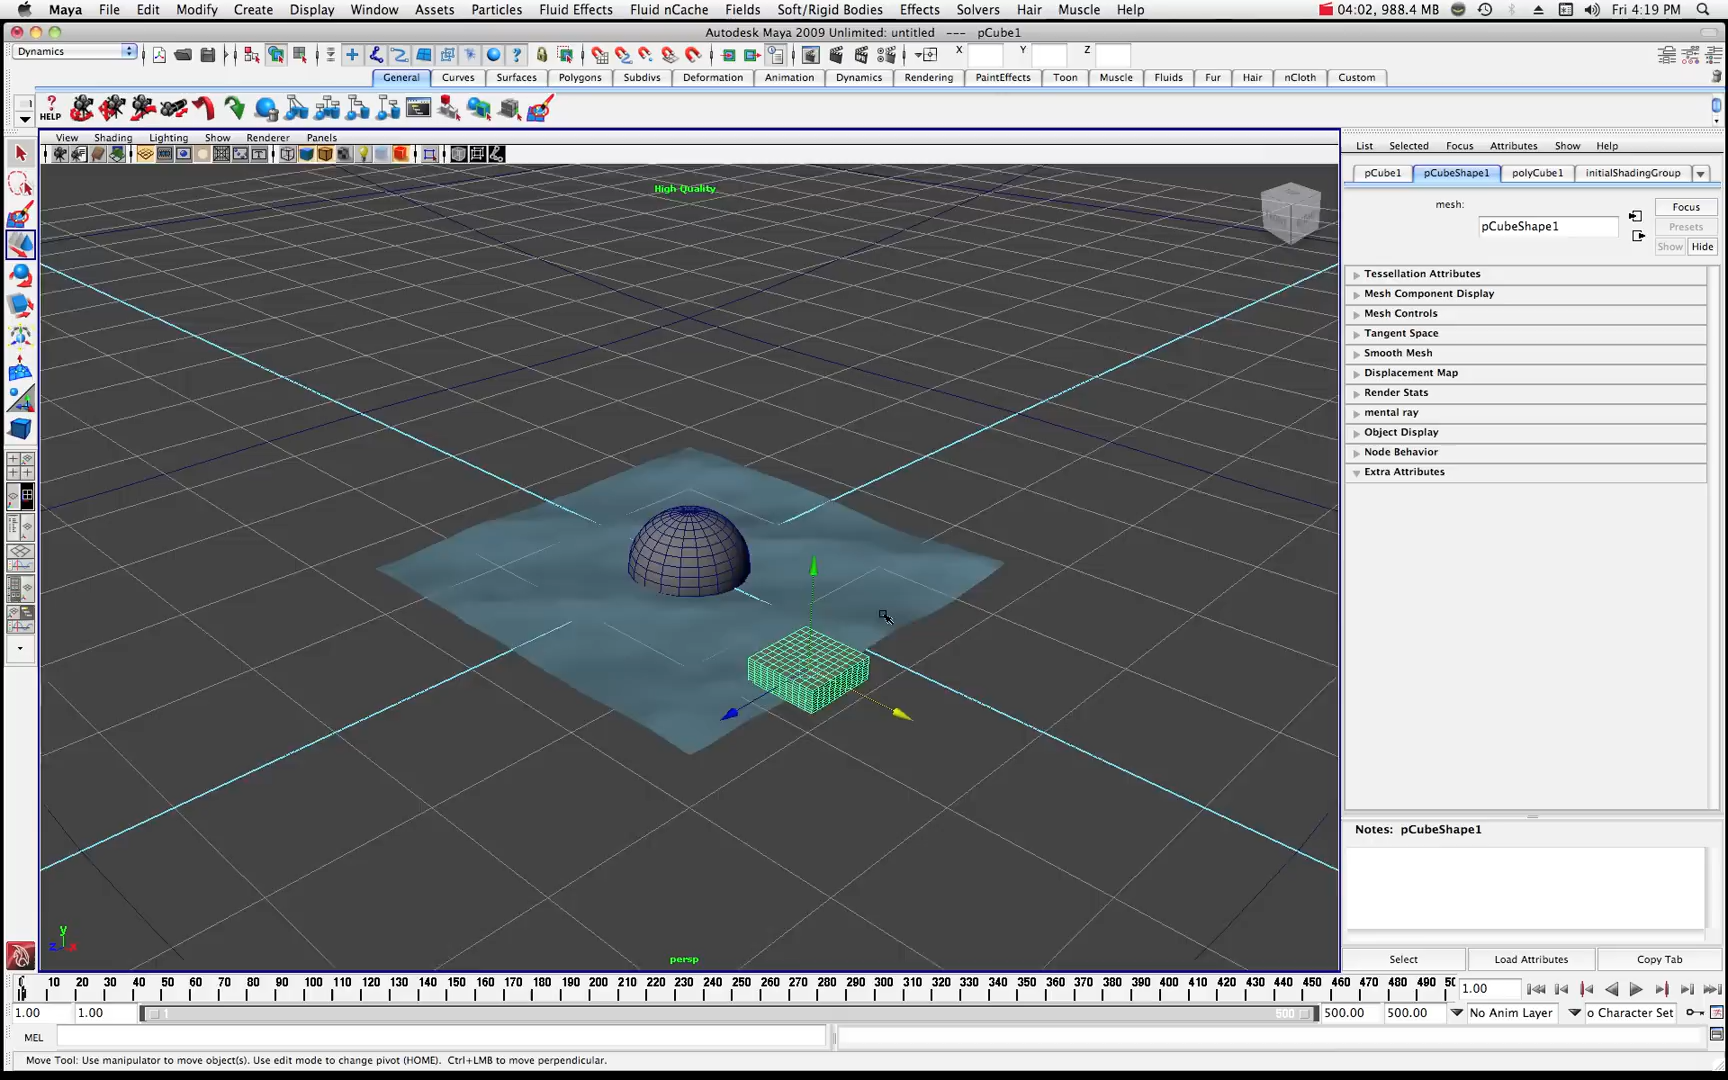 Maya File Edit Modify Create Display Window Assets Particles Fluid Effects Fluid nCache Fields Soft/Rigid Bodies Effects Solvers Hair Muscle Help 04:02, 988.4 MB Fri 4:19 PM
Autodesk Maya 2009 Unlimited: untitled --- pCube1
Dynamics X Y Z
General Curves Surfaces Polygons Subdivs Deformation Animation Dynamics Rendering PaintEffects Toon Muscle Fluids Fur Hair nCloth Custom
HELP
View Shading Lighting Show Renderer Panels
List Selected Focus Attributes Show Help
High Quality
pCube1 pCubeShape1 polyCube1 initialShadingGroup
mesh: pCubeShape1
Focus
Presets
Show Hide
Tessellation Attributes
Mesh Component Display
Mesh Controls
Tangent Space
Smooth Mesh
Displacement Map
Render Stats
mental ray
Object Display
Node Behavior
Extra Attributes
Notes: pCubeShape1
y
z x
persp
Select Load Attributes Copy Tab
10 20 30 40 50 60 70 80 90 100 110 120 130 140 150 160 170 180 190 200 210 220 230 240 250 260 270 280 290 300 310 320 330 340 350 360 370 380 390 400 410 420 430 440 450 460 470 480 490 50 1.00
1.00 1.00 1 500 500.00 500.00 No Anim Layer o Character Set
MEL
Move Tool: Use manipulator to move object(s). Use edit mode to change pivot (HOME). Ctrl+LMB to move perpendicular.